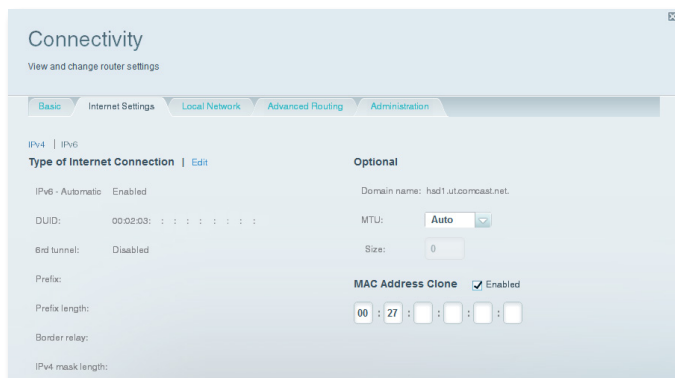 Connectivity
View and change router settings
Basic Internet Settings Local Network Advanced Routing Administration
IPv4 | IPv6
Type of Internet Connection | Edit
IPv6 - Automatic Enabled
DUID: 00:02:03: : : : : : : :
6rd tunnel: Disabled
Prefix:
Prefix length:
Border relay:
IPv4 mask length:
Optional
Domain name: hsd1.ut.comcast.net.
MTU: Auto
Size: 0
MAC Address Clone Enabled
00 : 27 : : : :